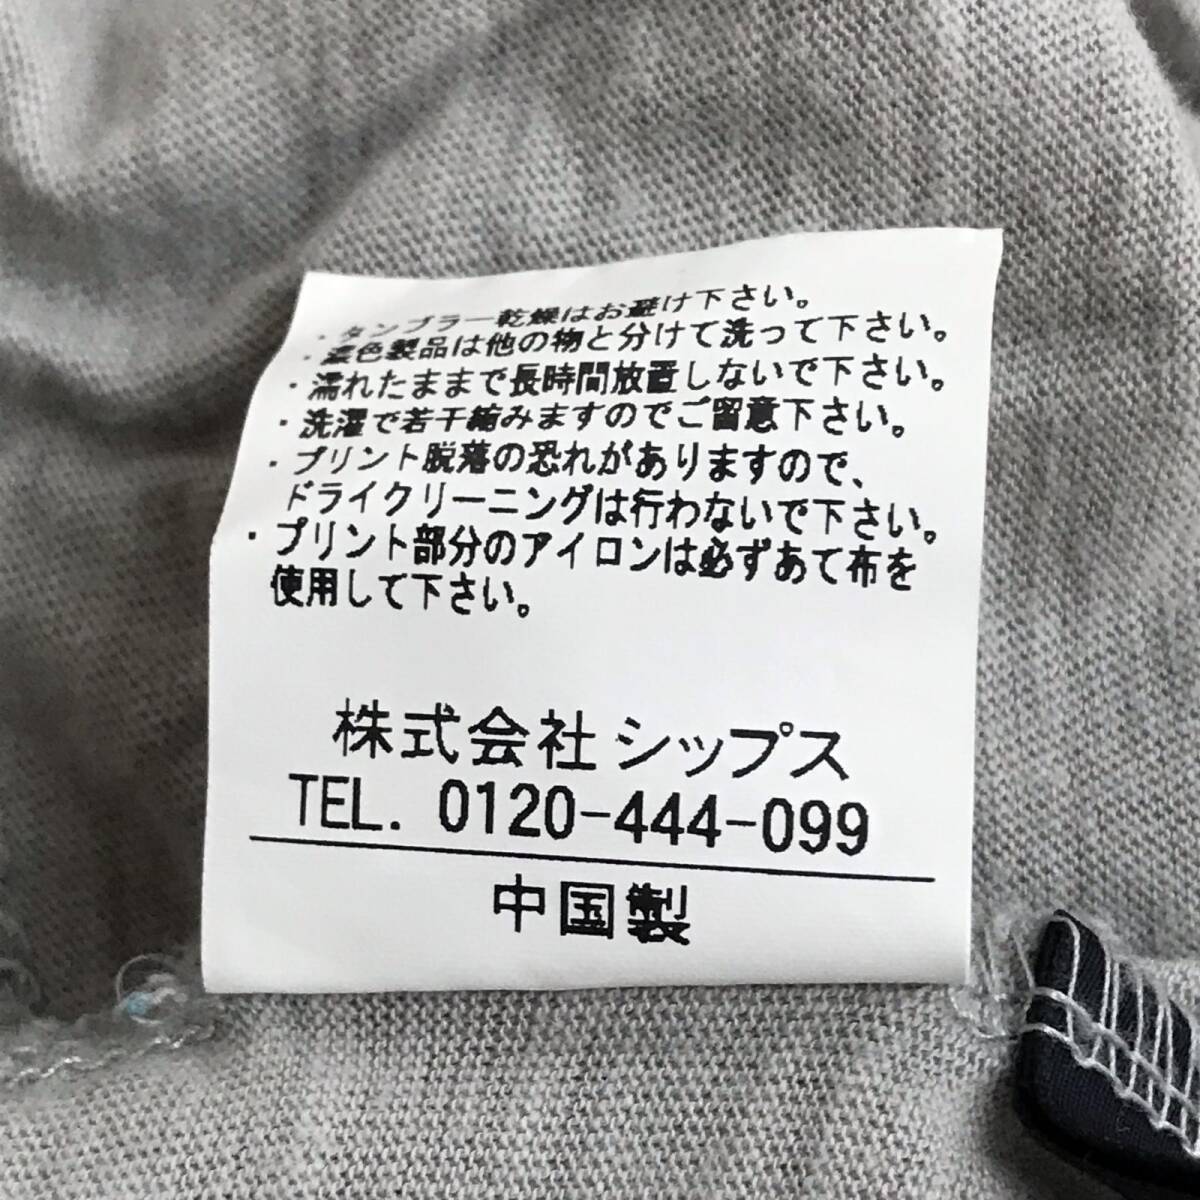 ・タンブラー乾燥はお避け下さい。
・濃色製品は他の物と分けて洗って下さい。
・濡れたままで長時間放置しないで下さい。
・洗濯で若干縮みますのでご留意下さい。
・プリント脱落の恐れがありますので、
ドライクリーニングは行わないで下さい。
・プリント部分のアイロンは必ずあて布を
使用して下さい。
株式会社シップス
TEL. 0120-444-099
中国製